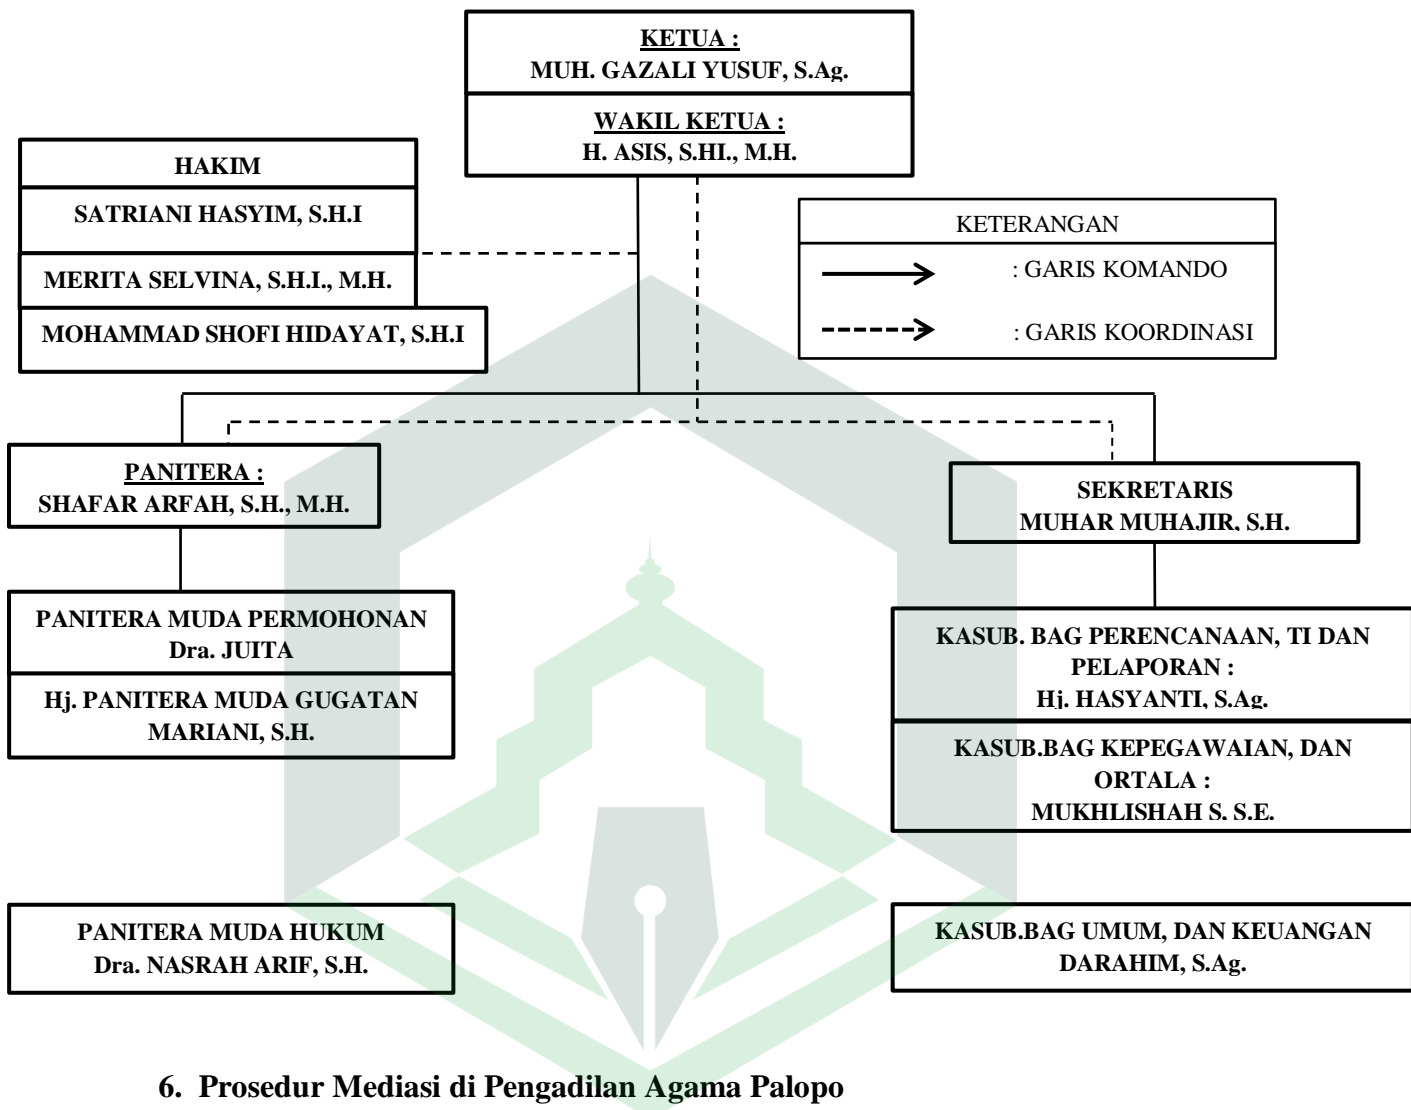 KETUA :
MUH. GAZALI YUSUF, S.Ag.
WAKIL KETUA :
H. ASIS, S.HI., M.H.
HAKIM
SATRIANI HASYIM, S.H.I
MERITA SELVINA, S.H.I., M.H.
MOHAMMAD SHOFI HIDAYAT, S.H.I
KETERANGAN
: GARIS KOMANDO
: GARIS KOORDINASI
PANITERA :
SHAFAR ARFAH, S.H., M.H.
SEKRETARIS
MUHAR MUHAJIR, S.H.
PANITERA MUDA PERMOHONAN
Dra. JUITA
Hj. PANITERA MUDA GUGATAN
MARIANI, S.H.
KASUB. BAG PERENCANAAN, TI DAN
PELAPORAN :
Hj. HASYANTI, S.Ag.
KASUB.BAG KEPEGAWAIAN, DAN
ORTALA :
MUKHLISHAH S. S.E.
PANITERA MUDA HUKUM
Dra. NASRAH ARIF, S.H.
KASUB.BAG UMUM, DAN KEUANGAN
DARAHIM, S.Ag.
6. Prosedur Mediasi di Pengadilan Agama Palopo